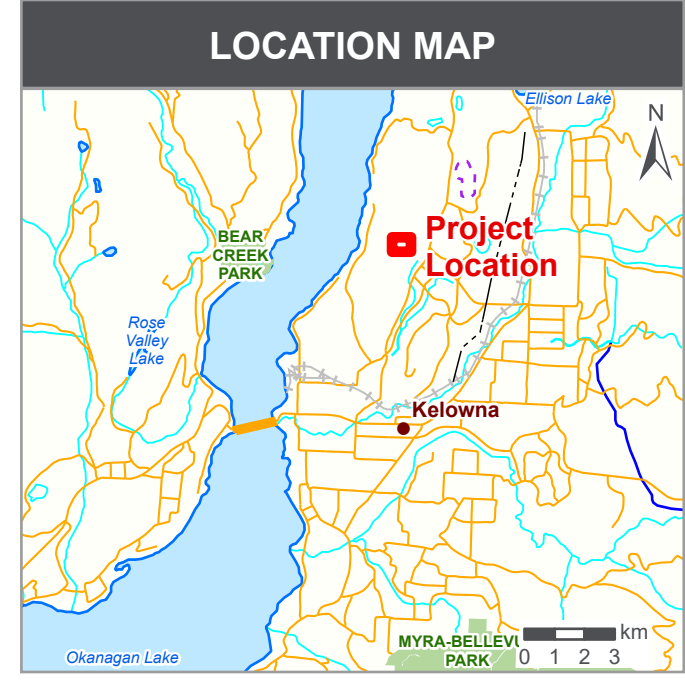 LOCATION MAP
Ellison Lake
N
Project
Location
BEAR
CREEK
PARK
Rose
Valley
Lake
Kelowna
MYRA-BELLEVU
PARK
km
0 1 2 3
Okanagan Lake